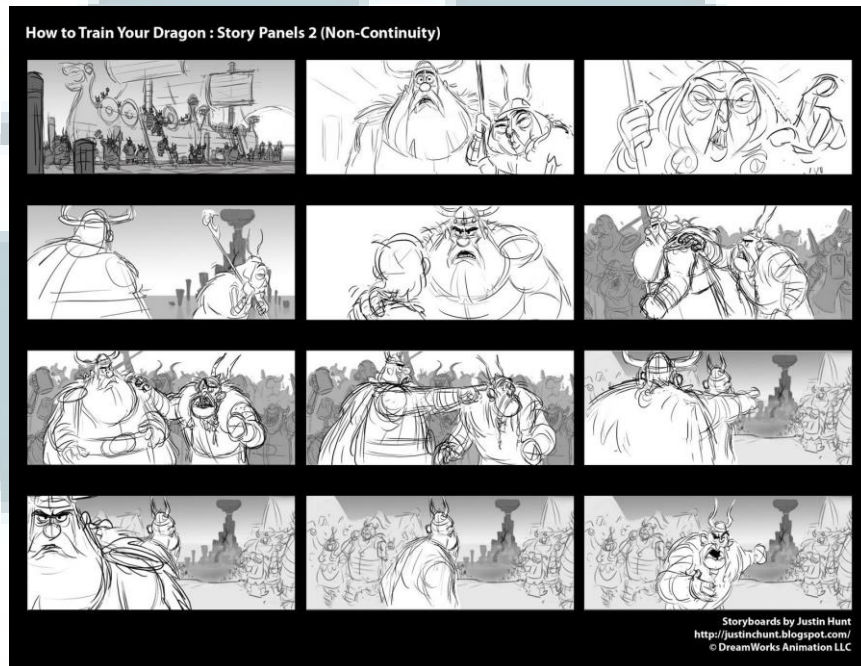 How to Train Your Dragon : Story Panels 2 (Non-Continuity)
Storyboards by Justin Hunt
http://justinchunt.blogspot.com/
© DreamWorks Animation LLC